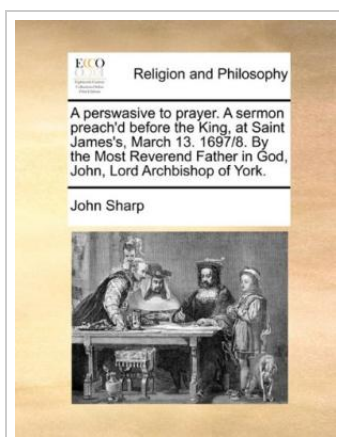 ECCO
Religion and Philosophy
A perswasive to prayer. A sermon
preach'd before the King, at Saint
James's, March 13. 1697/8. By
the Most Reverend Father in God,
John, Lord Archbishop of York.
John Sharp